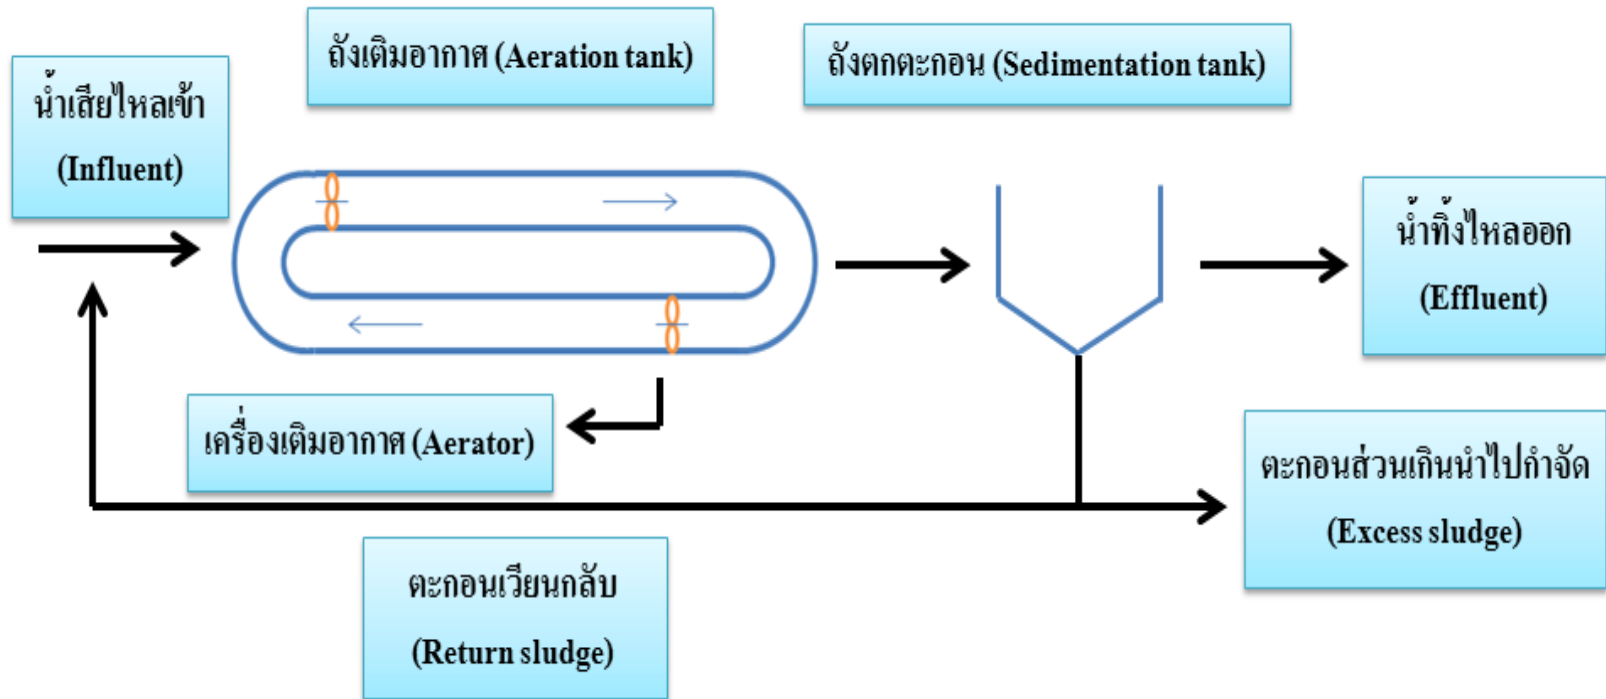 ถังเติมอากาศ (Aeration tank)
ถังตกตะกอน (Sedimentation tank)
น้ำเสียไหลเข้า
(Influent)
น้ำทิ้งไหลออก
(Effluent)
เครื่องเติมอากาศ (Aerator)
ตะกอนส่วนเกินนำไปกำจัด
(Excess sludge)
ตะกอนเวียนกลับ
(Return sludge)